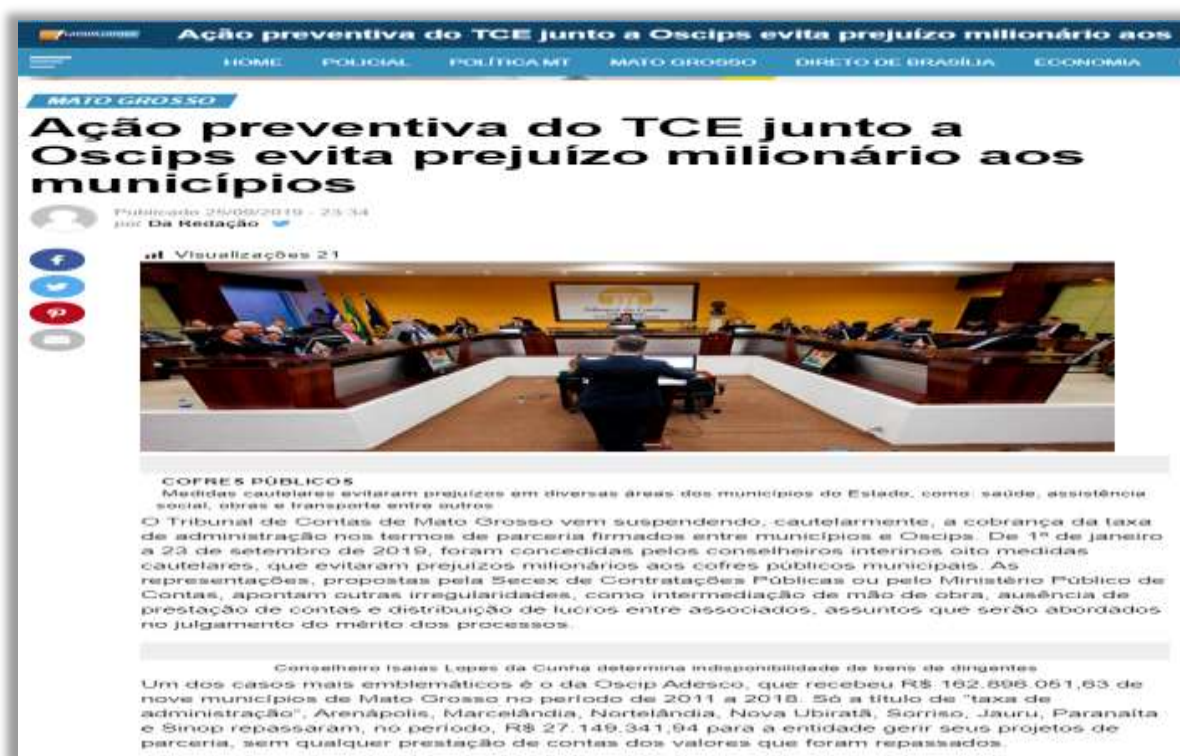 Ação preventiva do TCE junto a Oscips evita prejuízo milionário aos
HOME POLICIAL POLÍTICA MT MATO GROSSO DIRETO DE BRASÍLIA ECONOMIA
MATO GROSSO
Ação preventiva do TCE junto a
Oscips evita prejuízo milionário aos
municípios
Publicado 25/09/2019 - 23:34
por Da Redação
Visualizações 21
Tribunal de Contas
COFRES PÚBLICOS
Medidas cautelares evitaram prejuízos em diversas áreas dos municípios do Estado, como: saúde, assistência
social, obras e transporte entre outros
O Tribunal de Contas de Mato Grosso vem suspendendo, cautelarmente, a cobrança da taxa
de administração nos termos de parceria firmados entre municípios e Oscips. De 1º de janeiro
a 23 de setembro de 2019, foram concedidas pelos conselheiros interinos oito medidas
cautelares, que evitaram prejuízos milionários aos cofres públicos municipais. As
representações, propostas pela Secex de Contratações Públicas ou pelo Ministério Público de
Contas, apontam outras irregularidades, como intermediação de mão de obra, ausência de
prestação de contas e distribuição de lucros entre associados, assuntos que serão abordados
no julgamento do mérito dos processos.
Conselheiro Isaias Lopes da Cunha determina indisponibilidade de bens de dirigentes
Um dos casos mais emblemáticos é o da Oscip Adesco, que recebeu R$ 162.898.051,63 de
nove municípios de Mato Grosso no período de 2011 a 2018. Só a título de "taxa de
administração", Arenápolis, Marcelândia, Nortelândia, Nova Ubiratã, Sorriso, Jauru, Paranaíta
e Sinop repassaram, no período, R$ 27.149.341,94 para a entidade gerir seus projetos de
parceria, sem qualquer prestação de contas dos valores que foram repassados.